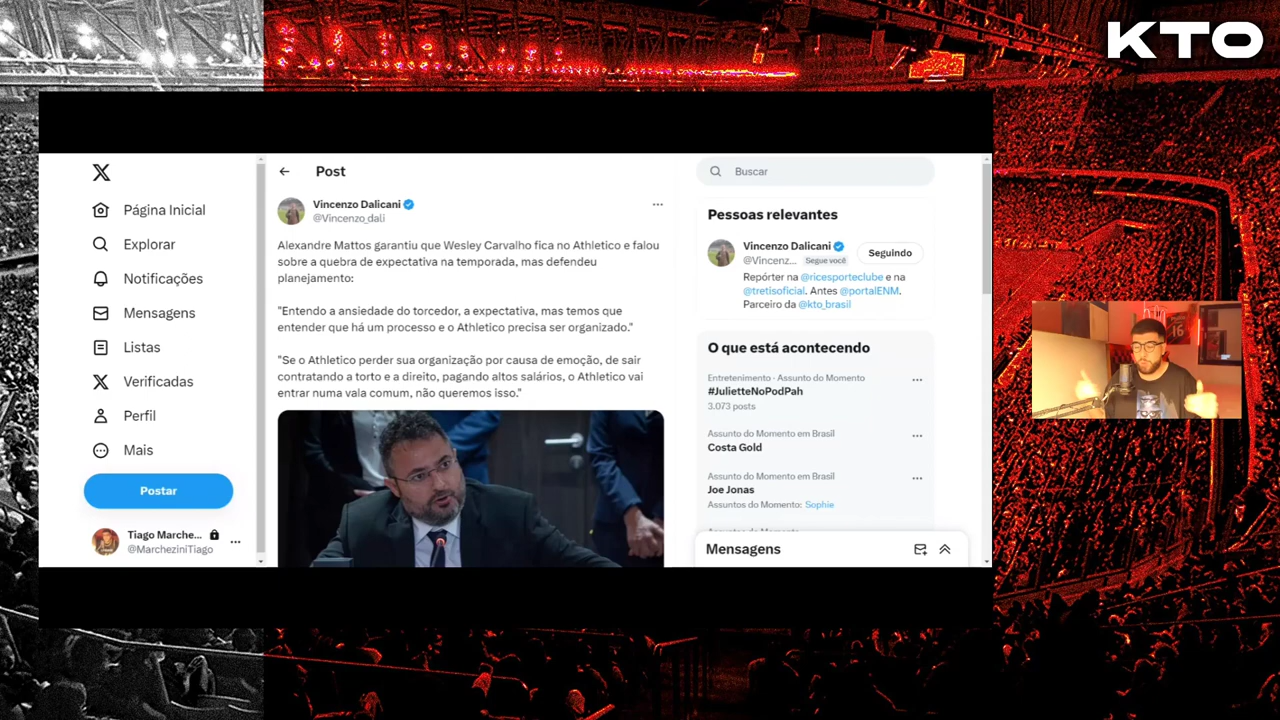 KTO
Página Inicial
Explorar
Notificações
Mensagens
Listas
Verificadas
Perfil
Mais
Postar
Tiago Marche...
@MarcheziniTiago
Post
Vincenzo Dalicani
@Vincenzo_dali
Alexandre Mattos garantiu que Wesley Carvalho fica no Athletico e falou
sobre a quebra de expectativa na temporada, mas defendeu
planejamento:
"Entendo a ansiedade do torcedor, a expectativa, mas temos que
entender que há um processo e o Athletico precisa ser organizado."
"Se o Athletico perder sua organização por causa de emoção, de sair
contratando a torto e a direito, pagando altos salários, o Athletico vai
entrar numa vala comum, não queremos isso."
Buscar
Pessoas relevantes
Vincenzo Dalicani
@Vincenz... Segue você
Seguindo
Repórter na @ricesporteclube e na
@tretisoficial. Antes @portalENM.
Parceiro da @kto_brasil
O que está acontecendo
Entretenimento · Assunto do Momento
#JulietteNoPodPah
3.073 posts
Assunto do Momento em Brasil
Costa Gold
Assunto do Momento em Brasil
Joe Jonas
Assuntos do Momento: Sophie
Mensagens
16